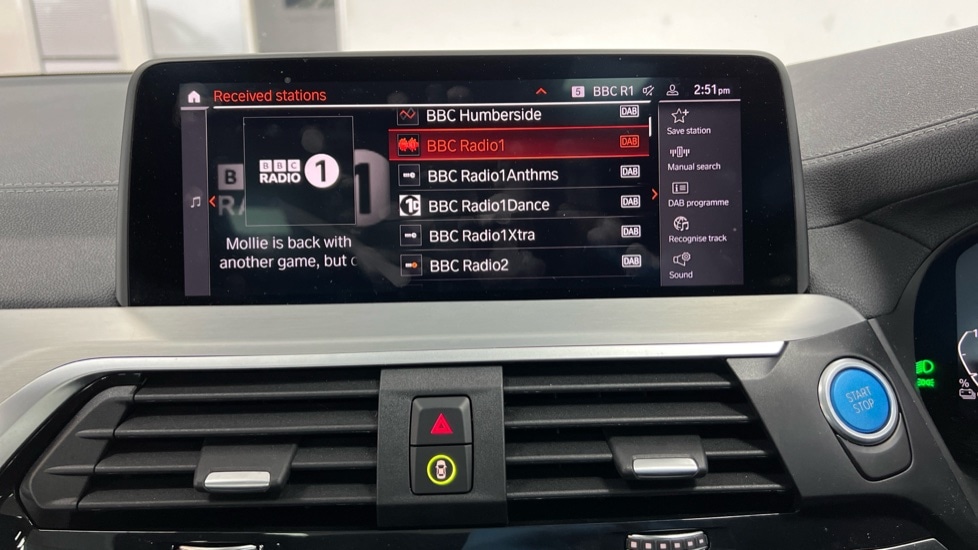 Received stations
5 BBC R1
2:51pm
BBC
RADIO 1
B
RA
Mollie is back with
another game, but
BBC Humberside DAB
BBC Radio1 DAB
BBC Radio1Anthms DAB
1D BBC Radio1Dance DAB
BBC Radio1Xtra DAB
BBC Radio2 DAB
Save station
Manual search
DAB programme
Recognise track
Sound
START
STOP
%